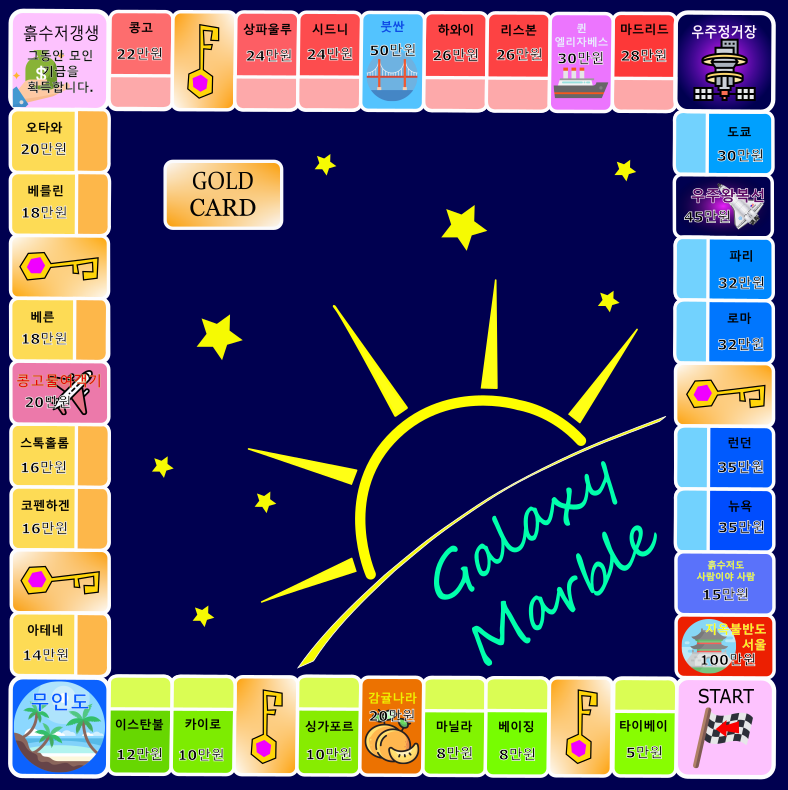 흙수저갱생
그동안 모인
기금을
획득합니다.
콩고
22만원
상파울루
24만원
시드니
24만원
붓싼
50만원
하와이
26만원
리스본
26만원
퀸
엘리자베스
30만원
마드리드
28만원
우주정거장
오타와
20만원
베를린
18만원
베른
18만원
콩고물여객기
20만원
스톡홀름
16만원
코펜하겐
16만원
아테네
14만원
GOLD
CARD
Galaxy
Marble
도쿄
30만원
우주왕복선
45만원
파리
32만원
로마
32만원
런던
35만원
뉴욕
35만원
흙수저도
사람이야 사람
15만원
지국불반도
서울
100만원
무인도
이스탄불
12만원
카이로
10만원
싱가포르
10만원
감귤나라
20만원
마닐라
8만원
베이징
8만원
타이베이
5만원
START